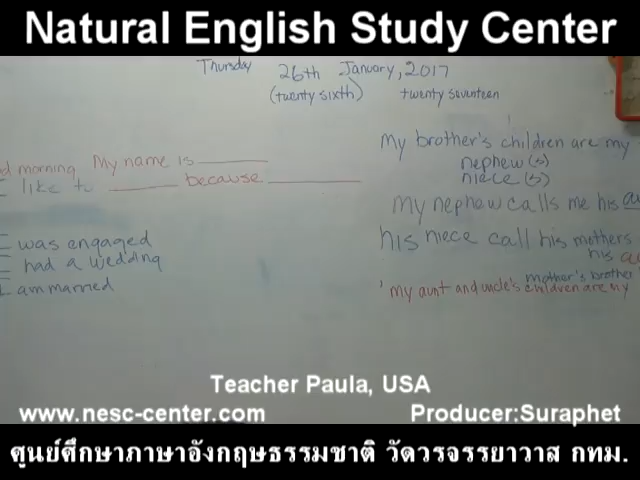 Natural English Study Center
Thursday 26th January, 2017
(twenty sixth) twenty seventeen
d morning My name is
I like to because
My brother's children are my
nephew(s)
niece(s)
My nephew calls me his
his niece call his mothers
his
I was engaged
I had a wedding
I am married
mother's brother
my aunt and uncle's children are my
Teacher Paula, USA
www.nesc-center.com Producer:Suraphet
ศูนย์ศึกษาภาษาอังกฤษธรรมชาติ วัดวรจรรยาวาส กทม.